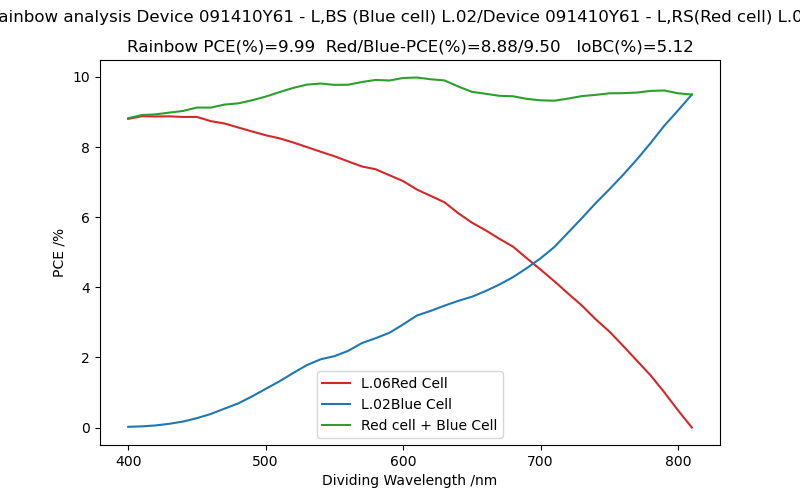 ainbow analysis Device 091410Y61 - L,BS (Blue cell) L.02/Device 091410Y61 - L,RS(Red cell) L.0
Rainbow PCE(%)=9.99 Red/Blue-PCE(%)=8.88/9.50 IoBC(%)=5.12
10
8
6
4
2
0
PCE /%
L.06Red Cell
L.02Blue Cell
Red cell + Blue Cell
400 500 600 700 800
Dividing Wavelength /nm